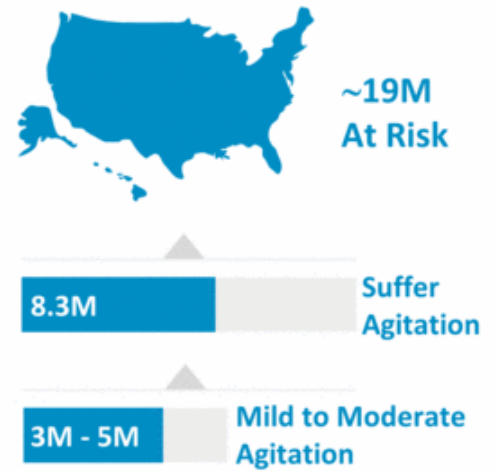 ~19M
At Risk
8.3M
Suffer
Agitation
3M - 5M
Mild to Moderate
Agitation